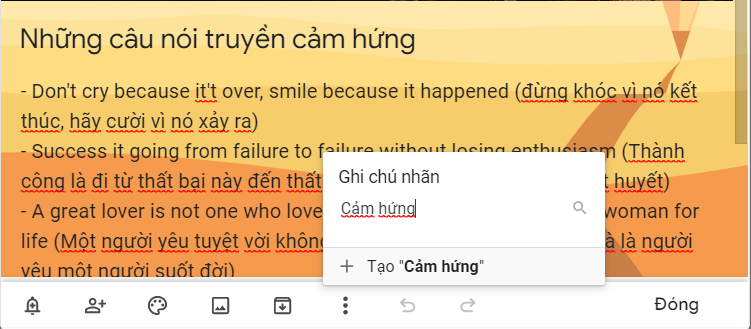 Những câu nói truyền cảm hứng
- Don't cry because it't over, smile because it happened (đừng khóc vì nó kết
thúc, hãy cười vì nó xảy ra)
- Success it going from failure to failure without losing enthusiasm (Thành
công là đi từ thất bại này đến thất
huyết)
Ghi chú nhãn
Cảm hứng
- A great lover is not one who love
woman for
life (Một người yêu tuyệt vời không
là người
yêu một người suốt đời)
+ Tạo "Cảm hứng"
Đóng